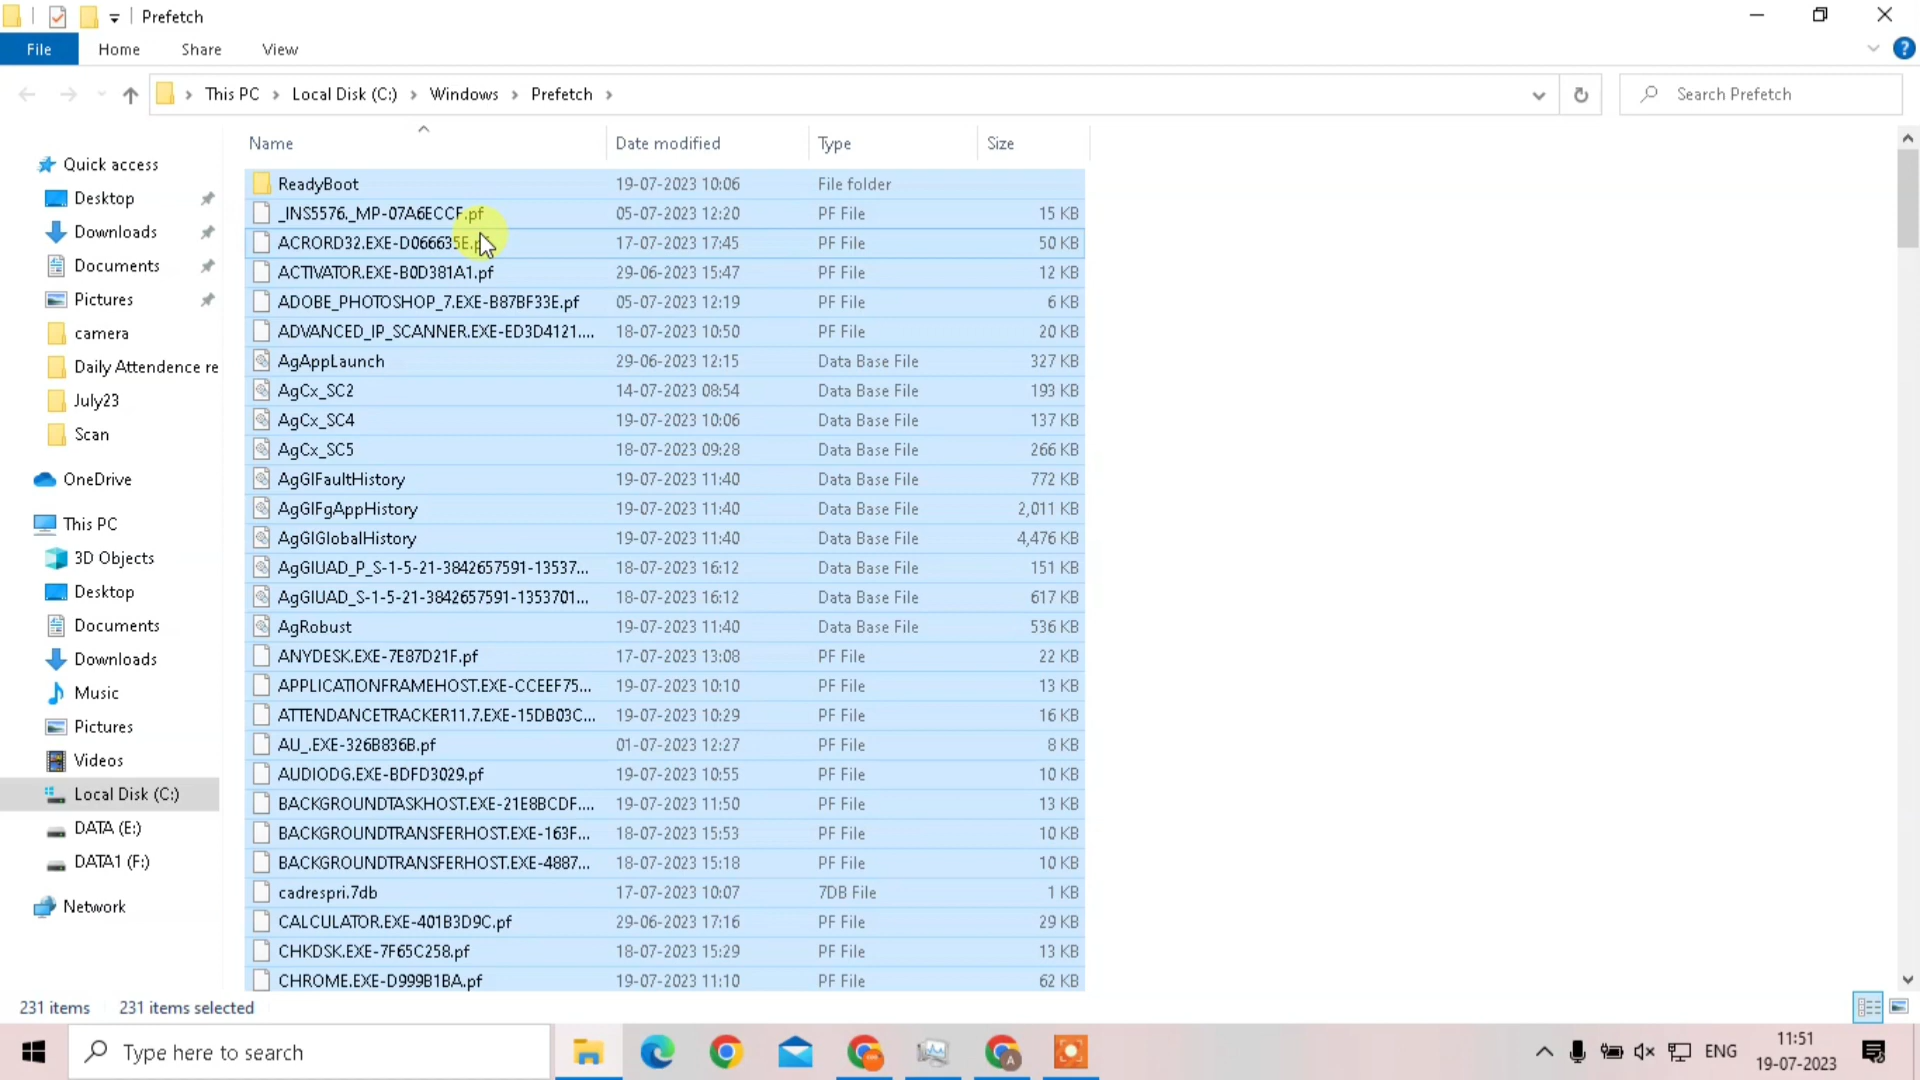 Prefetch
File Home Share View
This PC Local Disk (C:) Windows Prefetch
Search Prefetch
Name Date modified Type Size
Quick access
Desktop
Downloads
Documents
Pictures
camera
Daily Attendence re
July23
Scan
OneDrive
This PC
3D Objects
Desktop
Documents
Downloads
Music
Pictures
Videos
Local Disk (C:)
DATA (E:)
DATA1 (F:)
Network
ReadyBoot 19-07-2023 10:06 File folder
_INS5576._MP-07A6ECCF.pf 05-07-2023 12:20 PF File 15 KB
ACRORD32.EXE-D066635E.pf 17-07-2023 17:45 PF File 50 KB
ACTIVATOR.EXE-B0D381A1.pf 29-06-2023 15:47 PF File 12 KB
ADOBE_PHOTOSHOP_7.EXE-B87BF33E.pf 05-07-2023 12:19 PF File 6 KB
ADVANCED_IP_SCANNER.EXE-ED3D4121.... 18-07-2023 10:50 PF File 20 KB
AgAppLaunch 29-06-2023 12:15 Data Base File 327 KB
AgCx_SC2 14-07-2023 08:54 Data Base File 193 KB
AgCx_SC4 19-07-2023 10:06 Data Base File 137 KB
AgCx_SC5 18-07-2023 09:28 Data Base File 266 KB
AgGlFaultHistory 19-07-2023 11:40 Data Base File 772 KB
AgGlFgAppHistory 19-07-2023 11:40 Data Base File 2,011 KB
AgGlGlobalHistory 19-07-2023 11:40 Data Base File 4,476 KB
AgGlUAD_P_S-1-5-21-3842657591-13537... 18-07-2023 16:12 Data Base File 151 KB
AgGlUAD_S-1-5-21-3842657591-1353701... 18-07-2023 16:12 Data Base File 617 KB
AgRobust 19-07-2023 11:40 Data Base File 536 KB
ANYDESK.EXE-7E87D21F.pf 17-07-2023 13:08 PF File 22 KB
APPLICATIONFRAMEHOST.EXE-CCEEF75... 19-07-2023 10:10 PF File 13 KB
ATTENDANCETRACKER11.7.EXE-15DB03C... 19-07-2023 10:29 PF File 16 KB
AU_.EXE-326B836B.pf 01-07-2023 12:27 PF File 8 KB
AUDIODG.EXE-BDFD3029.pf 19-07-2023 10:55 PF File 10 KB
BACKGROUNDTASKHOST.EXE-21E8BCDF.... 19-07-2023 11:50 PF File 13 KB
BACKGROUNDTRANSFERHOST.EXE-163F... 18-07-2023 15:53 PF File 10 KB
BACKGROUNDTRANSFERHOST.EXE-4887... 18-07-2023 15:18 PF File 10 KB
cadrespri.7db 17-07-2023 10:07 7DB File 1 KB
CALCULATOR.EXE-401B3D9C.pf 29-06-2023 17:16 PF File 29 KB
CHKDSK.EXE-7F65C258.pf 18-07-2023 15:29 PF File 13 KB
CHROME.EXE-D999B1BA.pf 19-07-2023 11:10 PF File 62 KB
231 items 231 items selected
Type here to search
A
ENG
11:51
19-07-2023